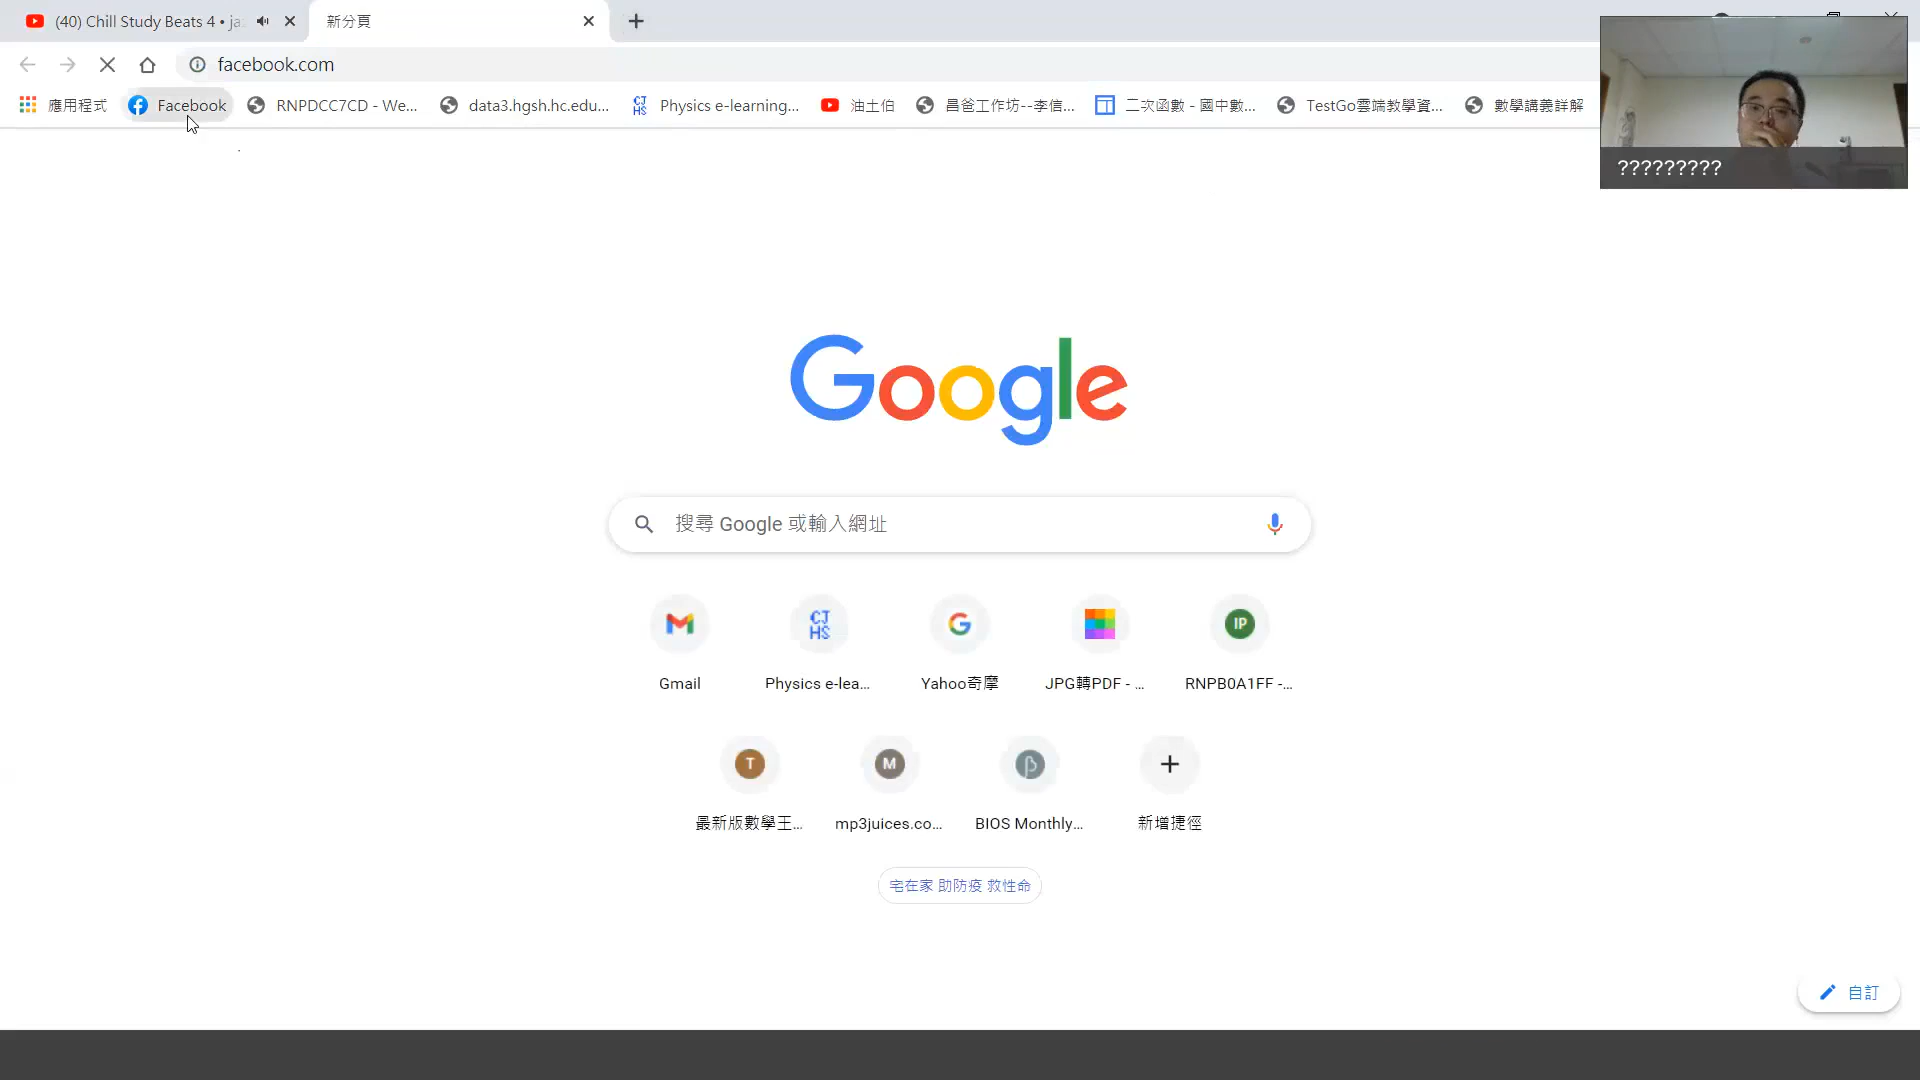 (40) Chill Study Beats 4 • ja
新分頁
facebook.com
應用程式
Facebook
RNPDCC7CD - We...
data3.hgsh.hc.edu...
CJHS
Physics e-learning...
油土伯
昌爸工作坊--李信...
二次函數 - 國中數...
TestGo雲端教學資...
數學講義詳解
?????????
Google
搜尋 Google 或輸入網址
CJHS
IP
Gmail
Physics e-lea...
Yahoo奇摩
JPG轉PDF - ...
RNPB0A1FF -...
T
M
β
最新版數學王...
mp3juices.co...
BIOS Monthly...
新增捷徑
宅在家 助防疫 救性命
自訂